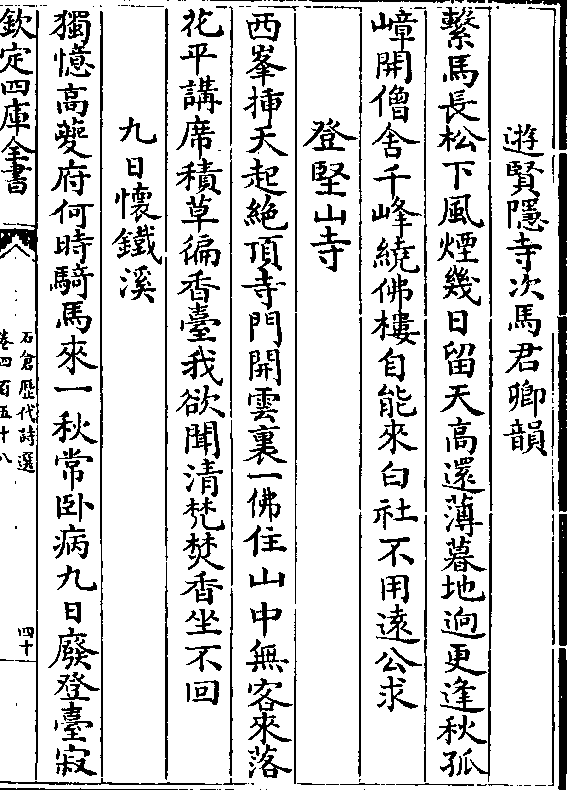 遊賢隱寺次馬君卿韻
繫馬長松下風煙幾日留天高還薄暮地迥更逢秋孤
嶂開僧舍千峰繞佛樓自能來白社不用遠公求
登堅山寺
西峯揷天起絶頂寺門開雲裏一佛住山中無客來落
花平講席積草徧香臺我欲聞清梵焚香坐不回
九日懷鐵溪
獨憶高夔府何時騎馬來一秋常卧病九日廢登臺寂
欽定四庫全書
石倉歷代詩選
卷四百五十八
四十